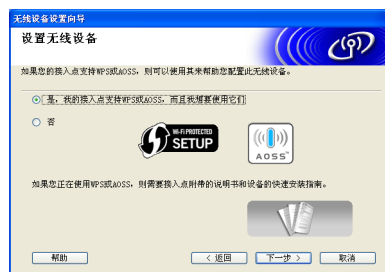 无线设备设置向导
设置无线设备
如果您的接入点支持WPS或AOSS，则可以使用其来帮助您配置此无线设备。
是，我的接入点支持WPS或AOSS，而且我想要使用它们
否
WI-FI PROTECTED
SETUP
AOSS™
如果您正在使用WPS或AOSS，则需要接入点附带的说明书和设备的快速安装指南。
帮助
< 返回
下一步 >
取消